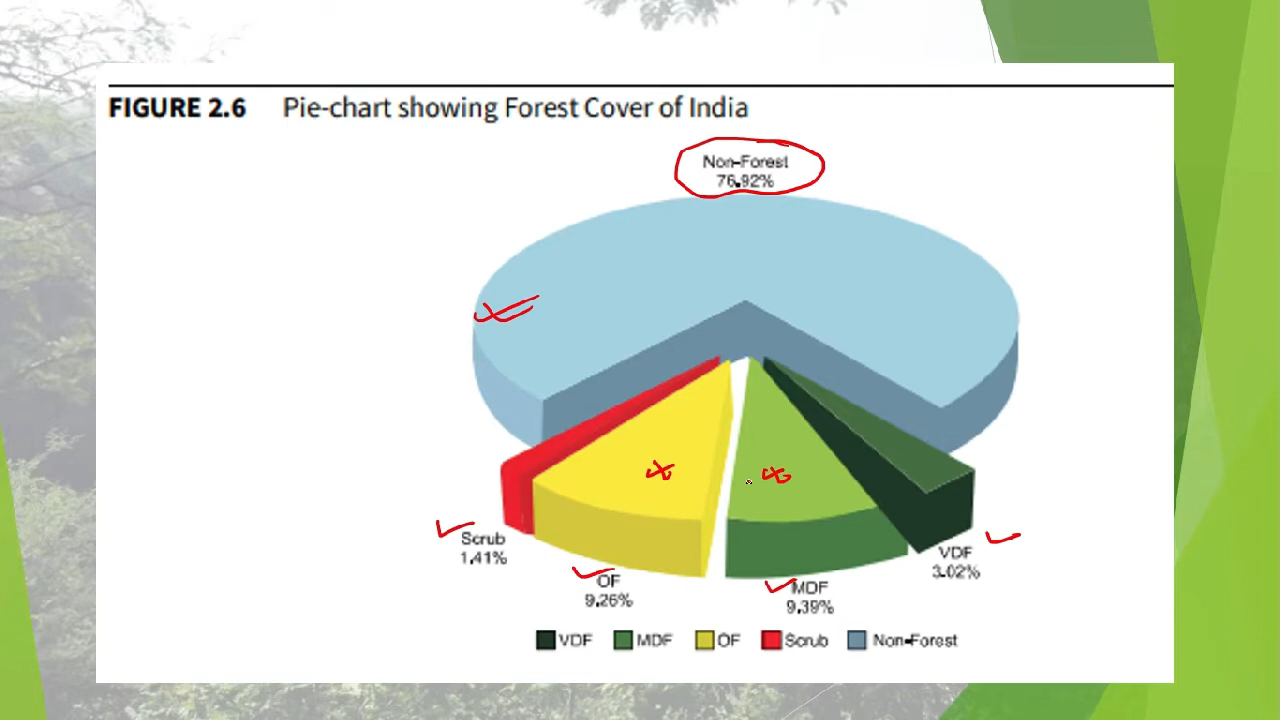 FIGURE 2.6 Pie-chart showing Forest Cover of India
Non-Forest
76.92%
Scrub
1.41%
OF
9.26%
MDF
9.39%
VDF
3.02%
VDF MDF OF Scrub Non-Forest